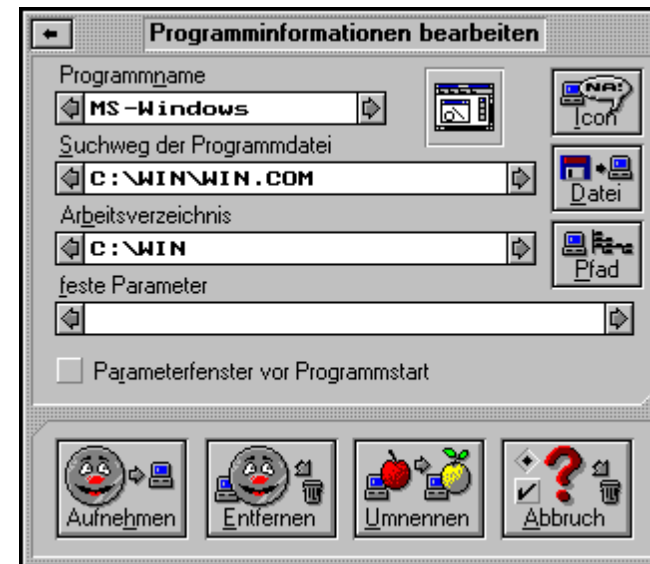 Programminformationen bearbeiten
Programmname
MS-Windows
NA!
Icon
Suchweg der Programmdatei
C:\WIN\WIN.COM
Datei
Arbeitsverzeichnis
C:\WIN
Pfad
feste Parameter
Parameterfenster vor Programmstart
Aufnehmen Entfernen Umnennen Abbruch